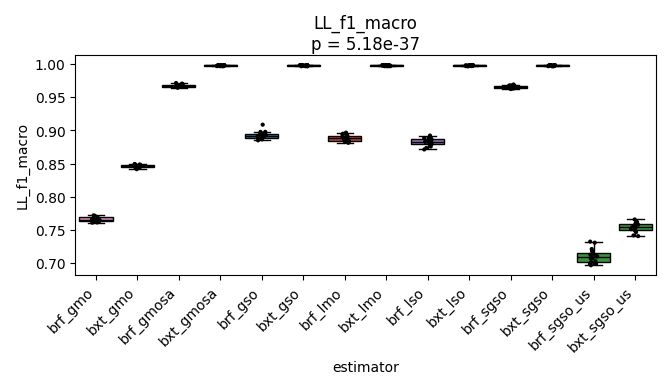 LL_f1_macro
p = 5.18e-37
LL_f1_macro
1.00
0.95
0.90
0.85
0.80
0.75
0.70
brf_gmo
bxt_gmo
brf_gmosa
bxt_gmosa
brf_gso
bxt_gso
brf_lmo
bxt_lmo
brf_lso
bxt_lso
brf_sgso
bxt_sgso
brf_sgso_us
bxt_sgso_us
estimator